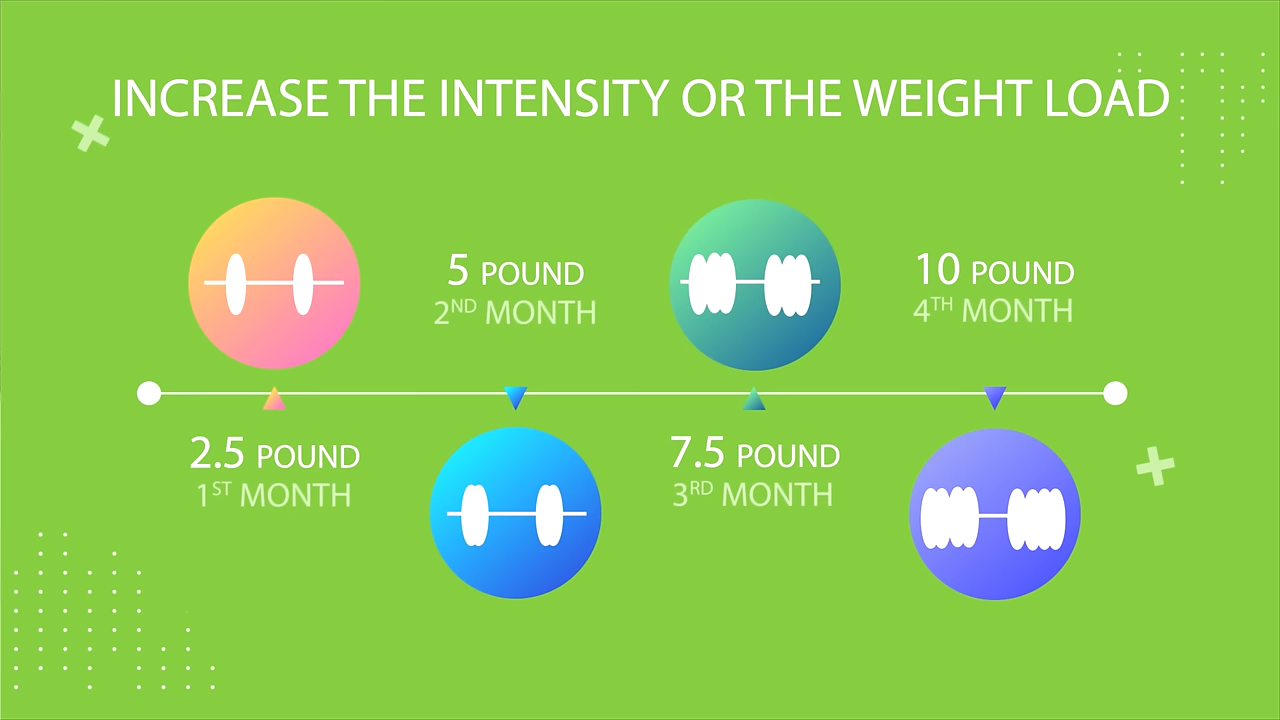 INCREASE THE INTENSITY OR THE WEIGHT LOAD
2.5 POUND
1ST MONTH
5 POUND
2ND MONTH
7.5 POUND
3RD MONTH
10 POUND
4TH MONTH